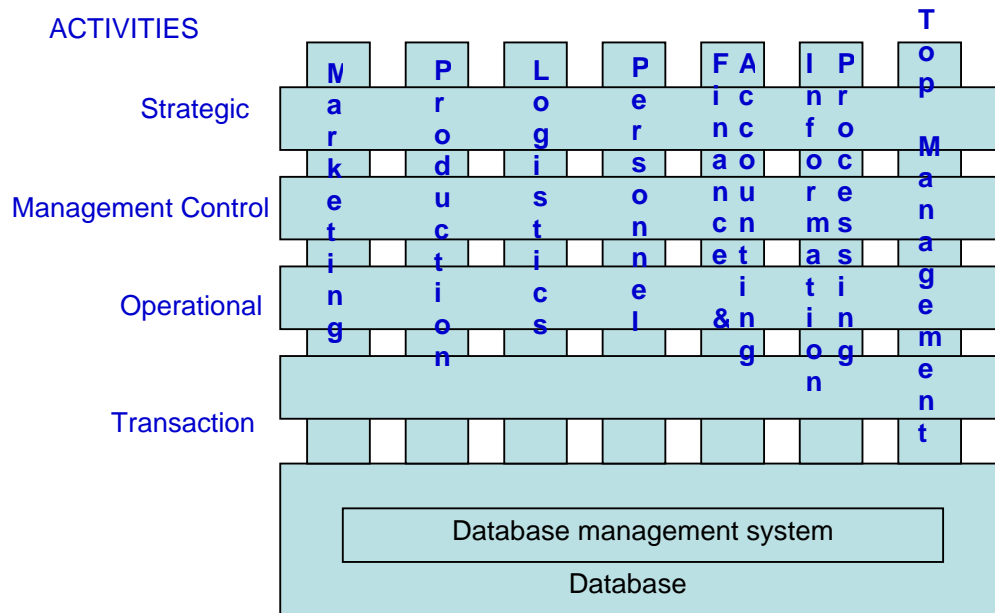 ACTIVITIES
Strategic
Management Control
Operational
Transaction
Marketing
Production
Logistics
Personnel
Finance &
Accounting
Information
Processing
Top Management
Database management system
Database